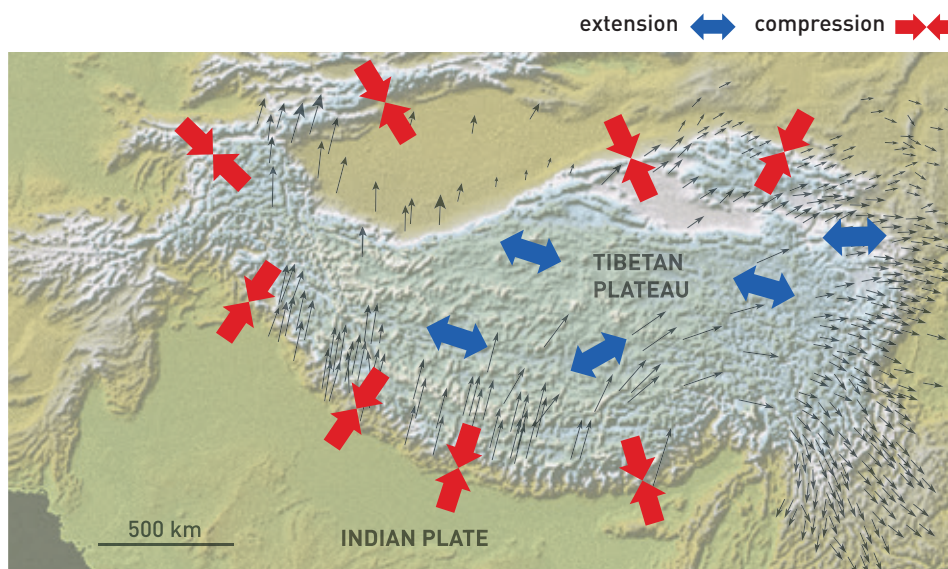 extension compression
TIBETAN
PLATEAU
500 km
INDIAN PLATE